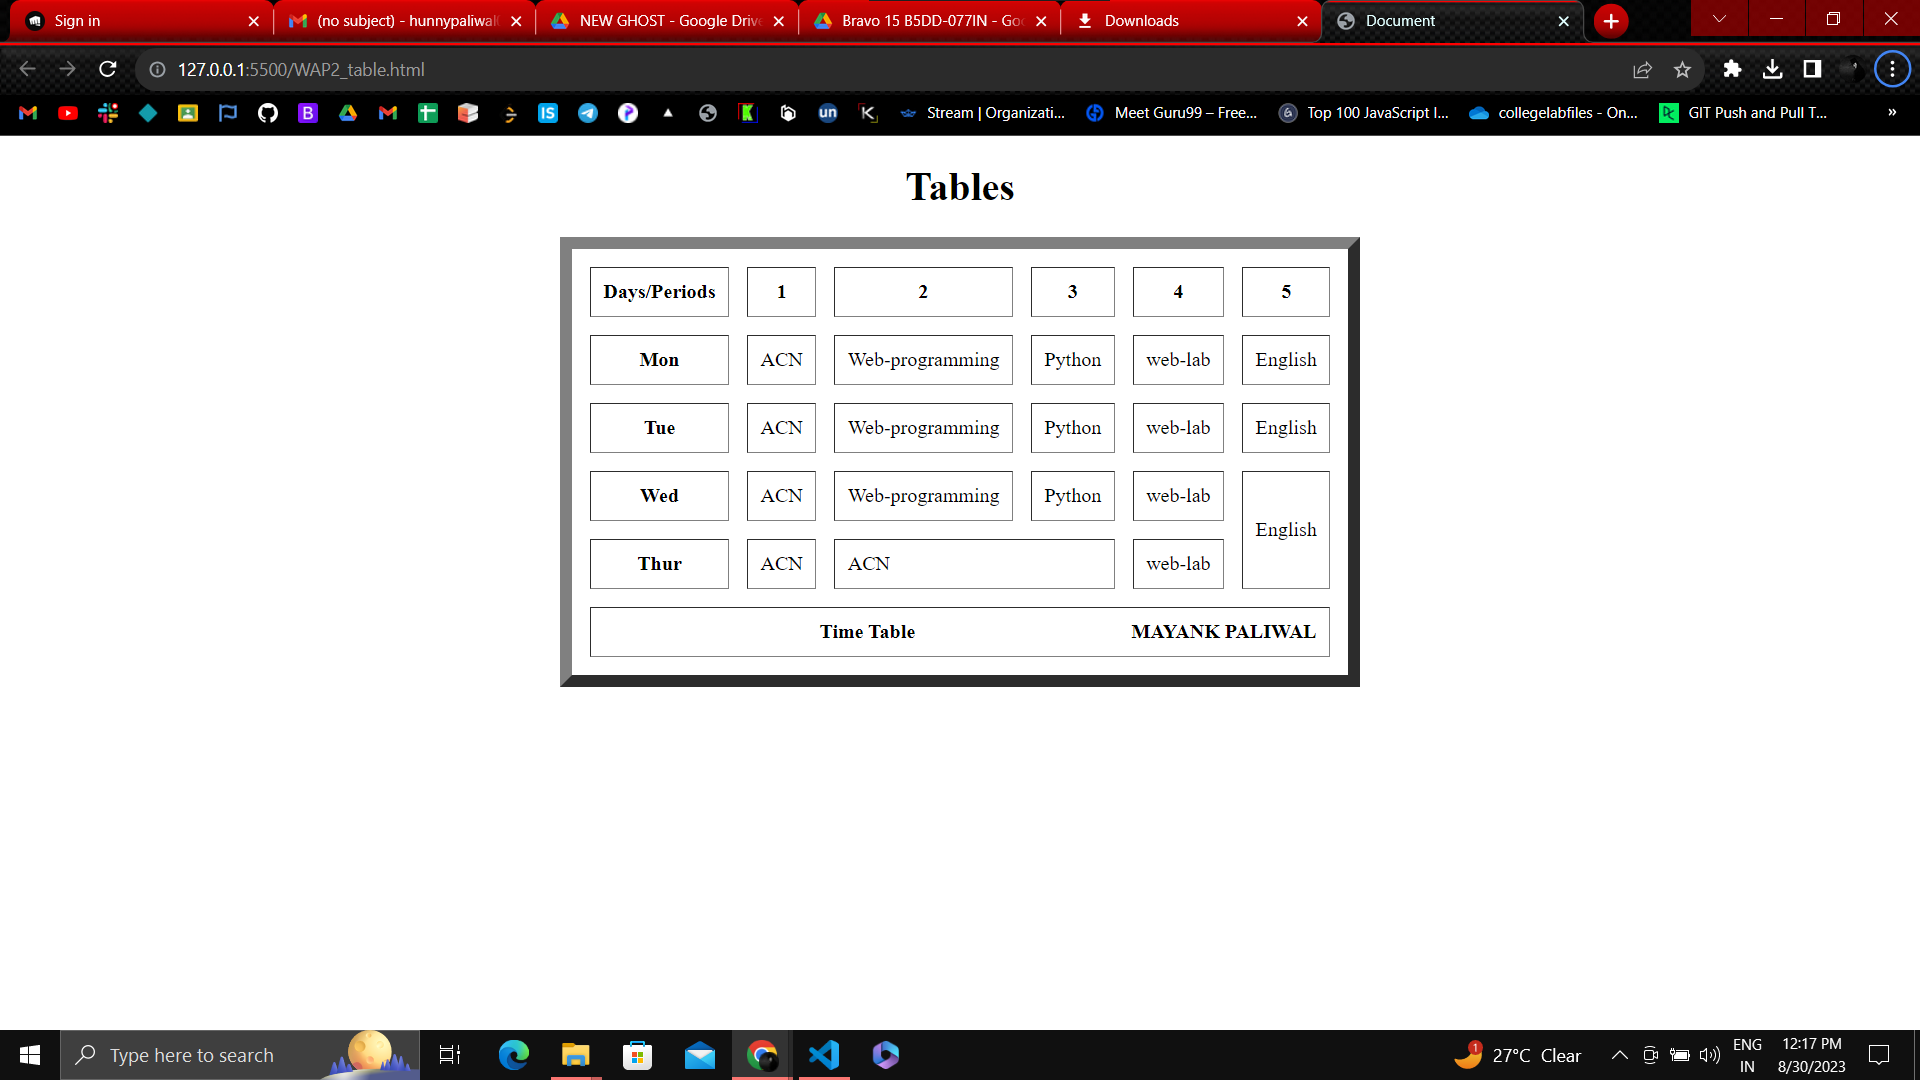 Sign in
(no subject) - hunnypaliwal
NEW GHOST - Google Drive
Bravo 15 B5DD-077IN - Goo
Downloads
Document
127.0.0.1:5500/WAP2_table.html
Stream | Organizati...
Meet Guru99 – Free...
Top 100 JavaScript I...
collegelabfiles - On...
GIT Push and Pull T...
»
Tables
Days/Periods 1 2 3 4 5
Mon ACN Web-programming Python web-lab English
Tue ACN Web-programming Python web-lab English
Wed ACN Web-programming Python web-lab English
Thur ACN ACN web-lab
Time Table MAYANK PALIWAL
Type here to search
1
27°C Clear
ENG
IN
12:17 PM
8/30/2023